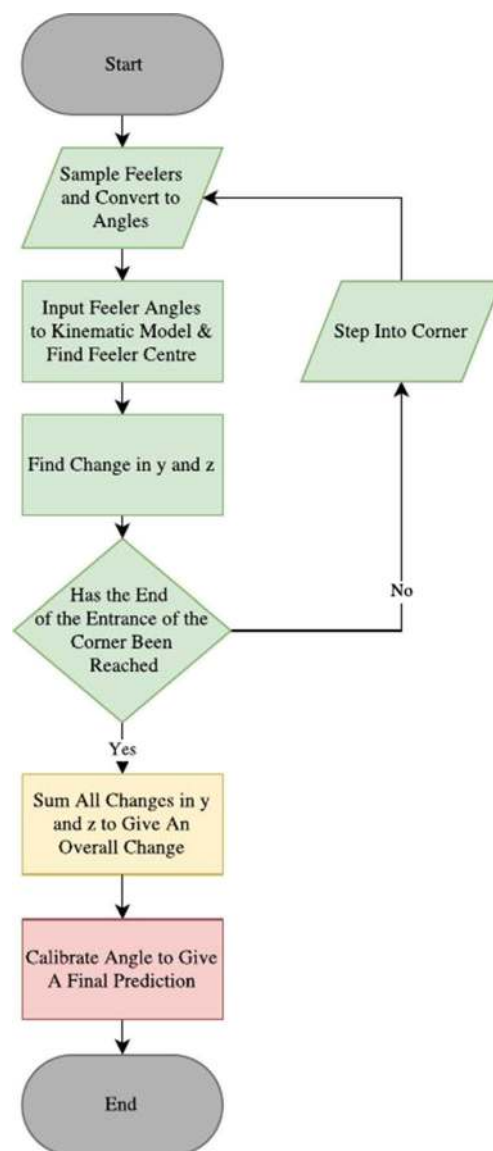 Start
Sample Feelers
and Convert to
Angles
Input Feeler Angles
to Kinematic Model &
Find Feeler Centre
Step Into Corner
Find Change in y and z
Has the End
of the Entrance of the
Corner Been
Reached
No
Yes
Sum All Changes in y
and z to Give An
Overall Change
Calibrate Angle to Give
A Final Prediction
End